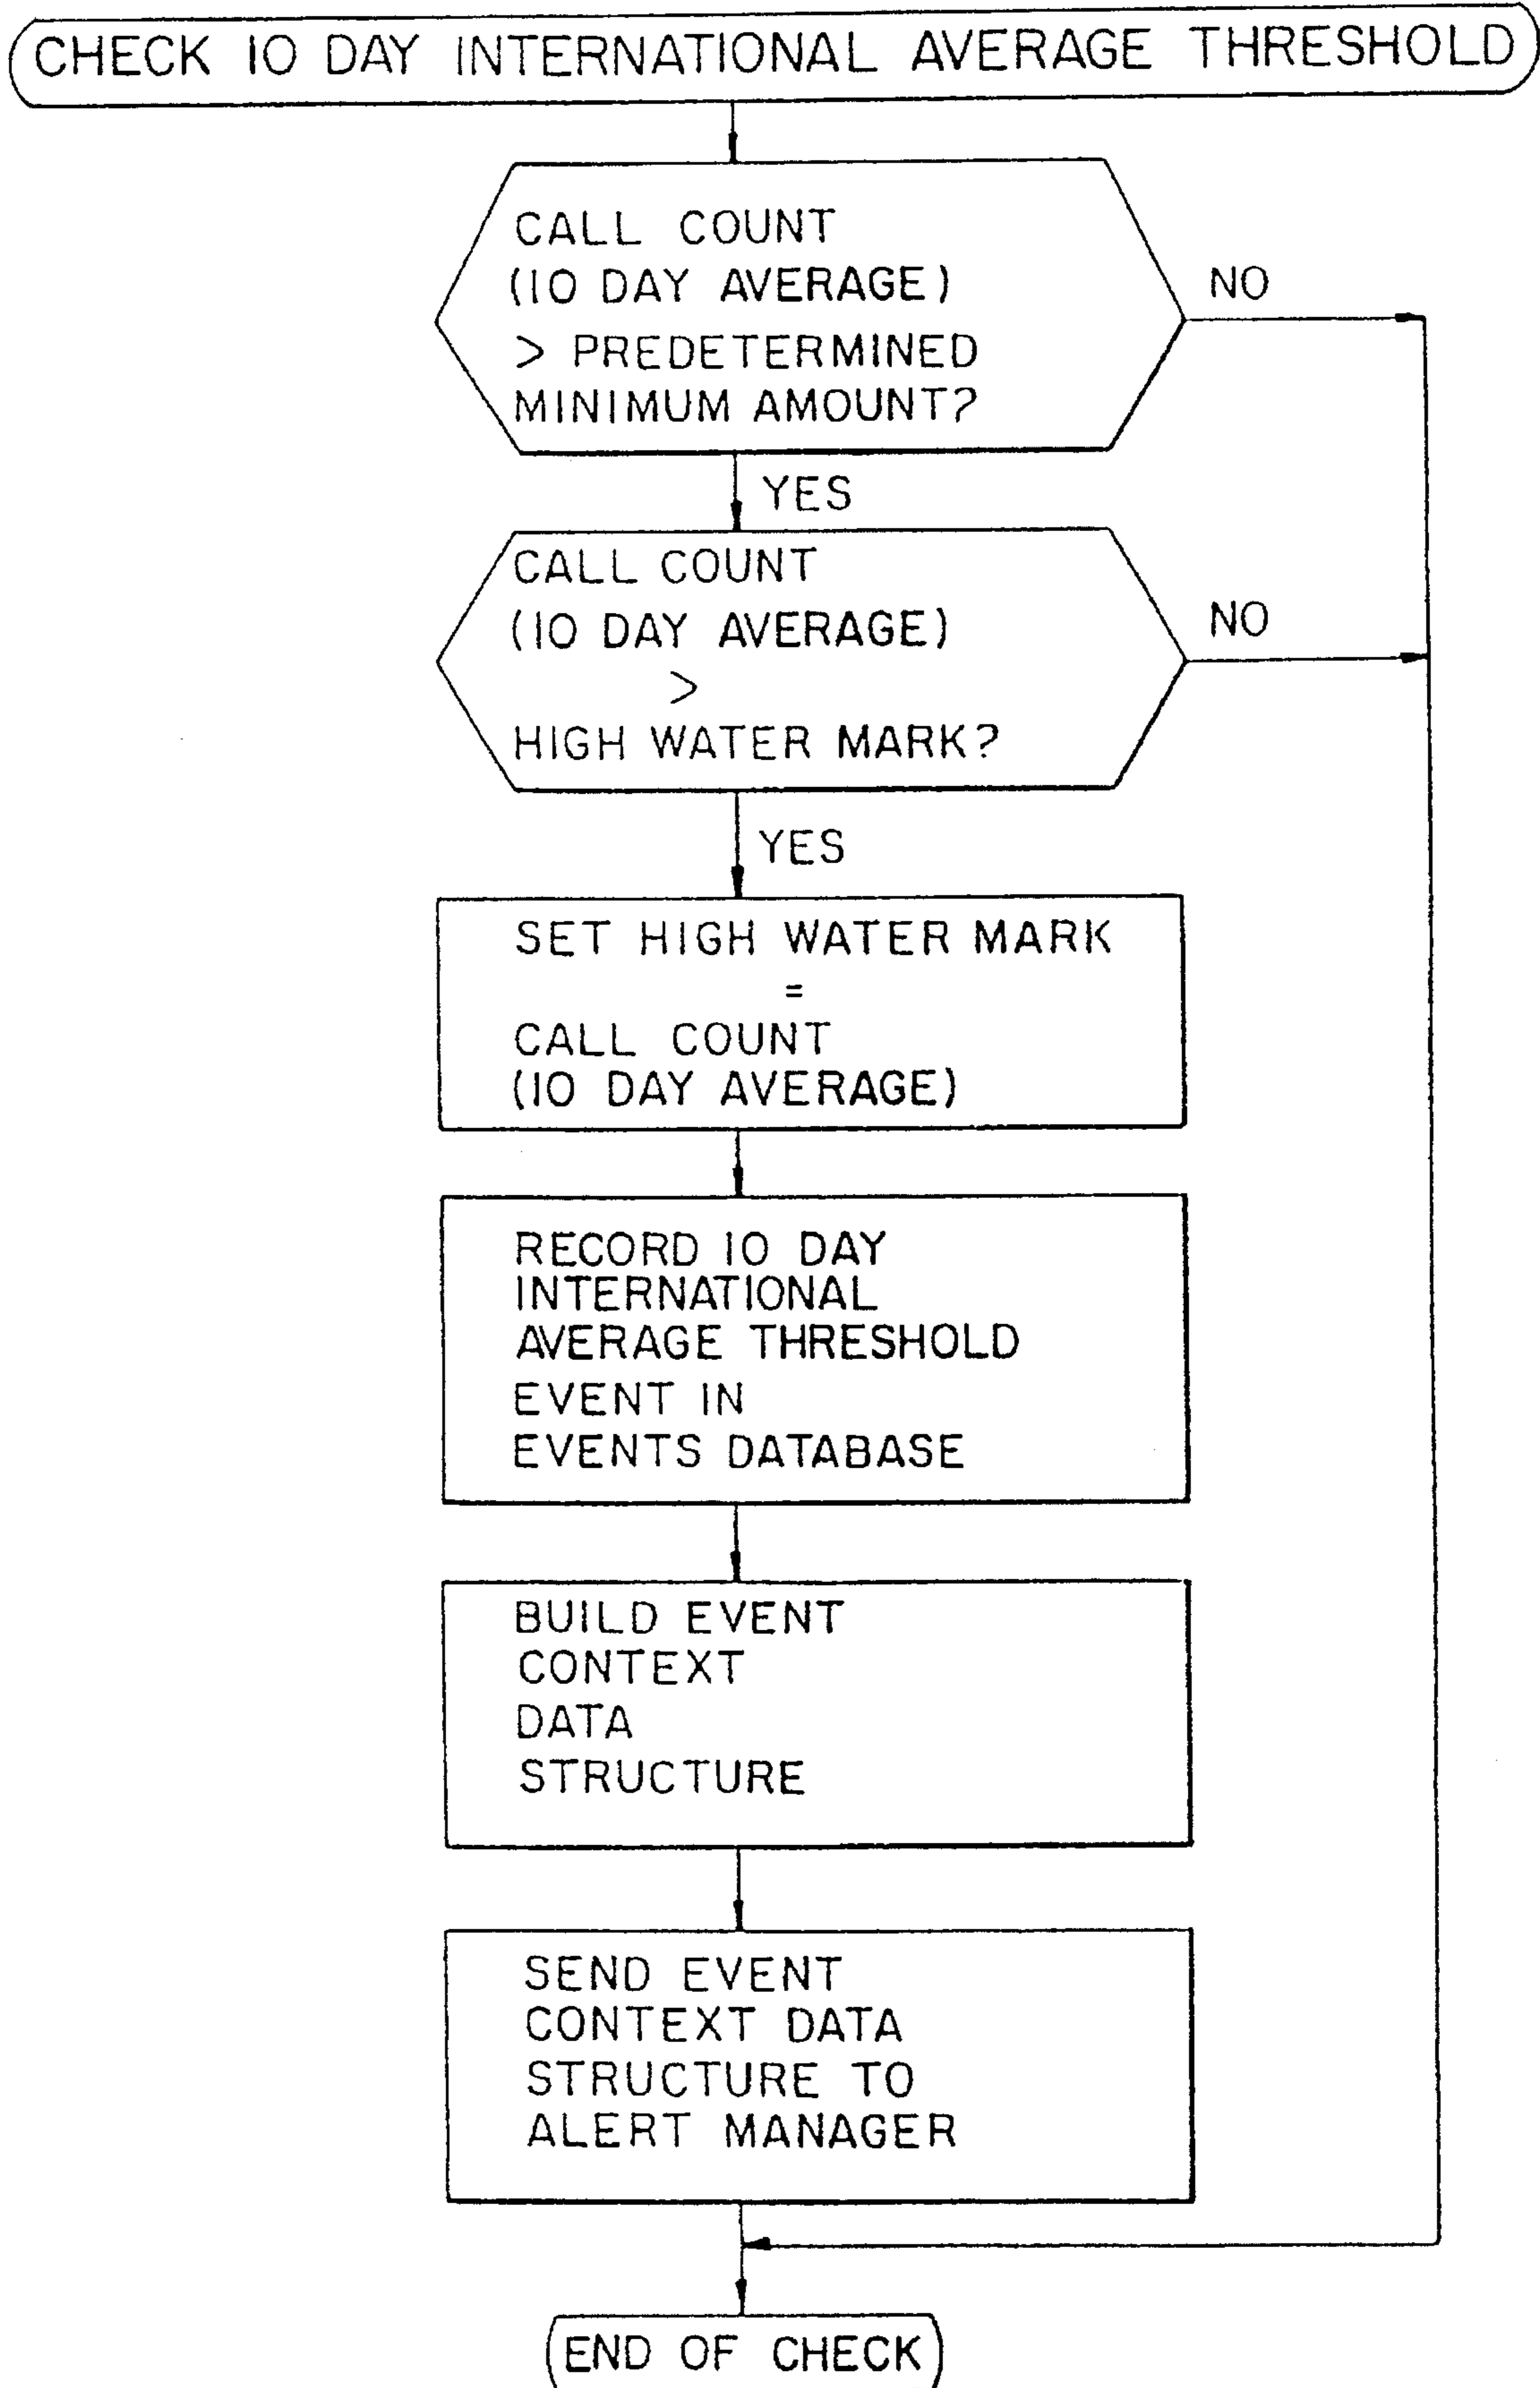 CHECK 10 DAY INTERNATIONAL AVERAGE THRESHOLD
CALL COUNT
(10 DAY AVERAGE)
> PREDETERMINED
MINIMUM AMOUNT?
NO
YES
CALL COUNT
(10 DAY AVERAGE)
>
HIGH WATER MARK?
NO
YES
SET HIGH WATER MARK
=
CALL COUNT
(10 DAY AVERAGE)
RECORD 10 DAY
INTERNATIONAL
AVERAGE THRESHOLD
EVENT IN
EVENTS DATABASE
BUILD EVENT
CONTEXT
DATA
STRUCTURE
SEND EVENT
CONTEXT DATA
STRUCTURE TO
ALERT MANAGER
END OF CHECK